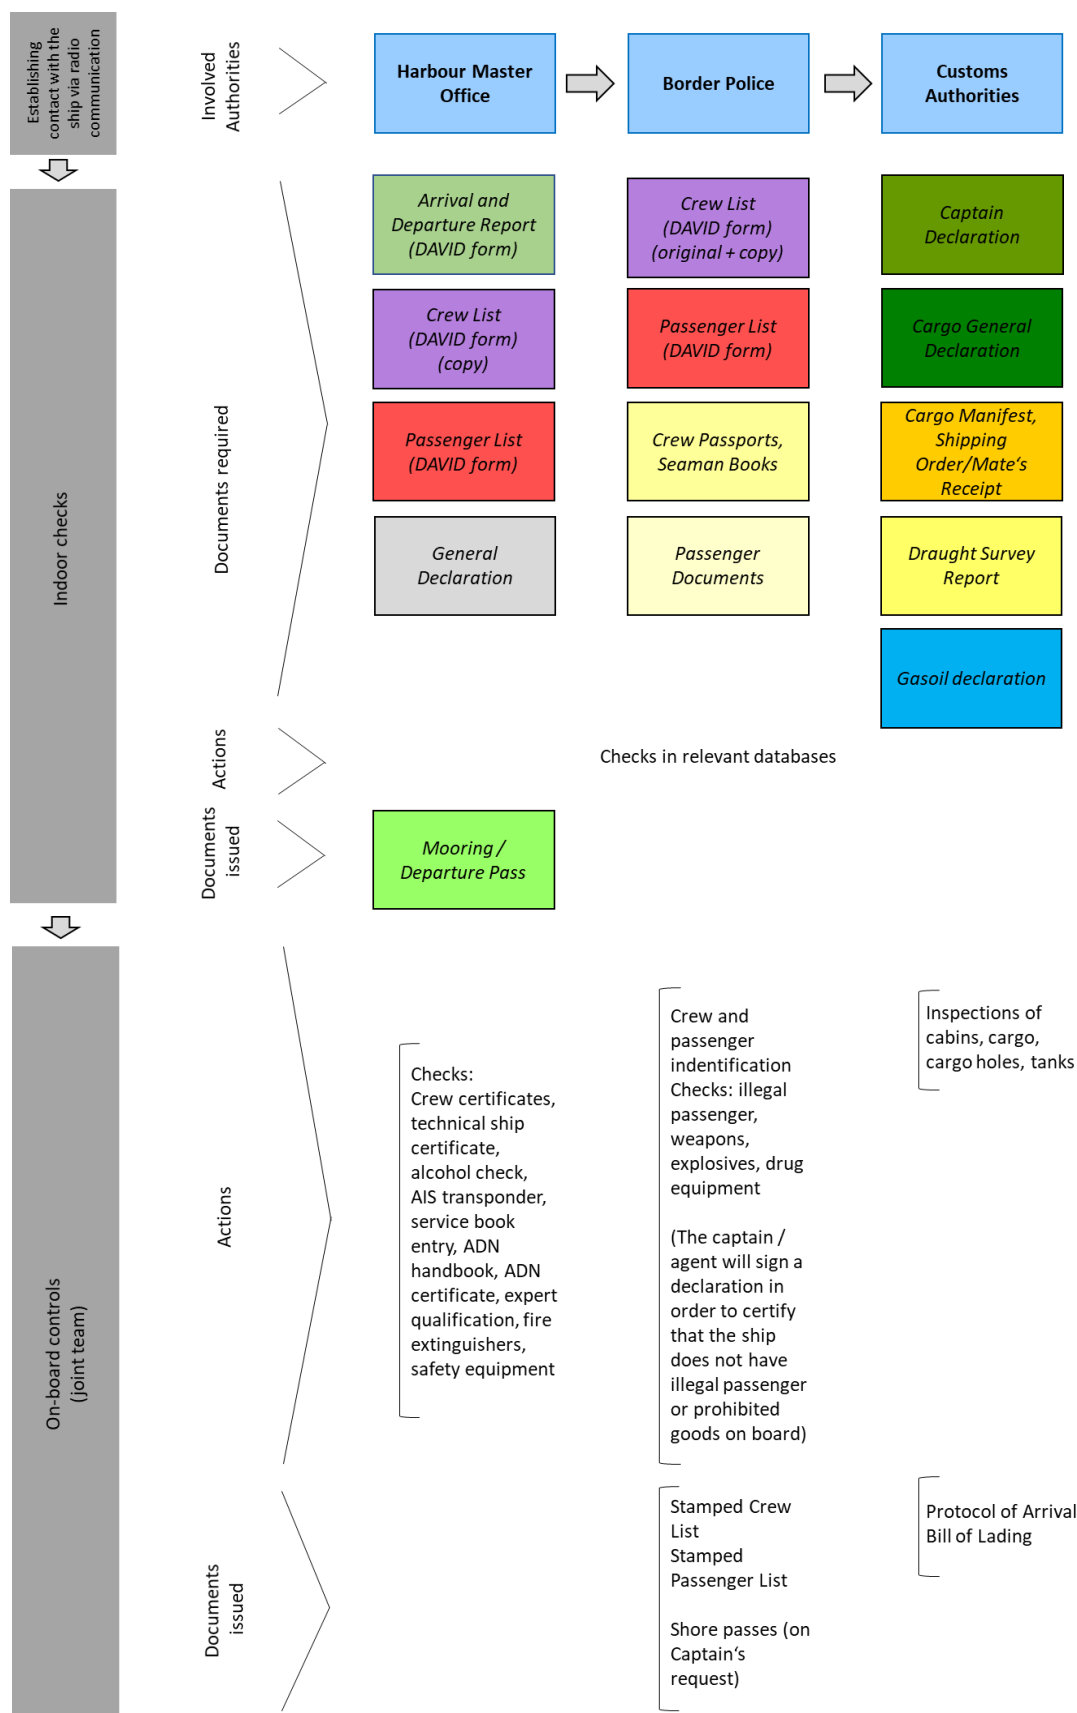 Establishing
contact with the
ship via radio
communication
Involved
Authorities
Harbour Master
Office
Border Police
Customs
Authorities
Indoor checks
Documents required
Arrival and
Departure Report
(DAVID form)
Crew List
(DAVID form)
(copy)
Passenger List
(DAVID form)
General
Declaration
Crew List
(DAVID form)
(original + copy)
Passenger List
(DAVID form)
Crew Passports,
Seaman Books
Passenger
Documents
Captain
Declaration
Cargo General
Declaration
Cargo Manifest,
Shipping
Order/Mate‘s
Receipt
Draught Survey
Report
Gasoil declaration
Actions
Checks in relevant databases
Documents
issued
Mooring /
Departure Pass
On-board controls
(joint team)
Actions
Checks:
Crew certificates,
technical ship
certificate,
alcohol check,
AIS transponder,
service book
entry, ADN
handbook, ADN
certificate, expert
qualification, fire
extinguishers,
safety equipment
Crew and
passenger
indentification
Checks: illegal
passenger,
weapons,
explosives, drug
equipment
(The captain /
agent will sign a
declaration in
order to certify
that the ship
does not have
illegal passenger
or prohibited
goods on board)
Inspections of
cabins, cargo,
cargo holes, tanks
Documents
issued
Stamped Crew
List
Stamped
Passenger List
Shore passes (on
Captain‘s
request)
Protocol of Arrival
Bill of Lading